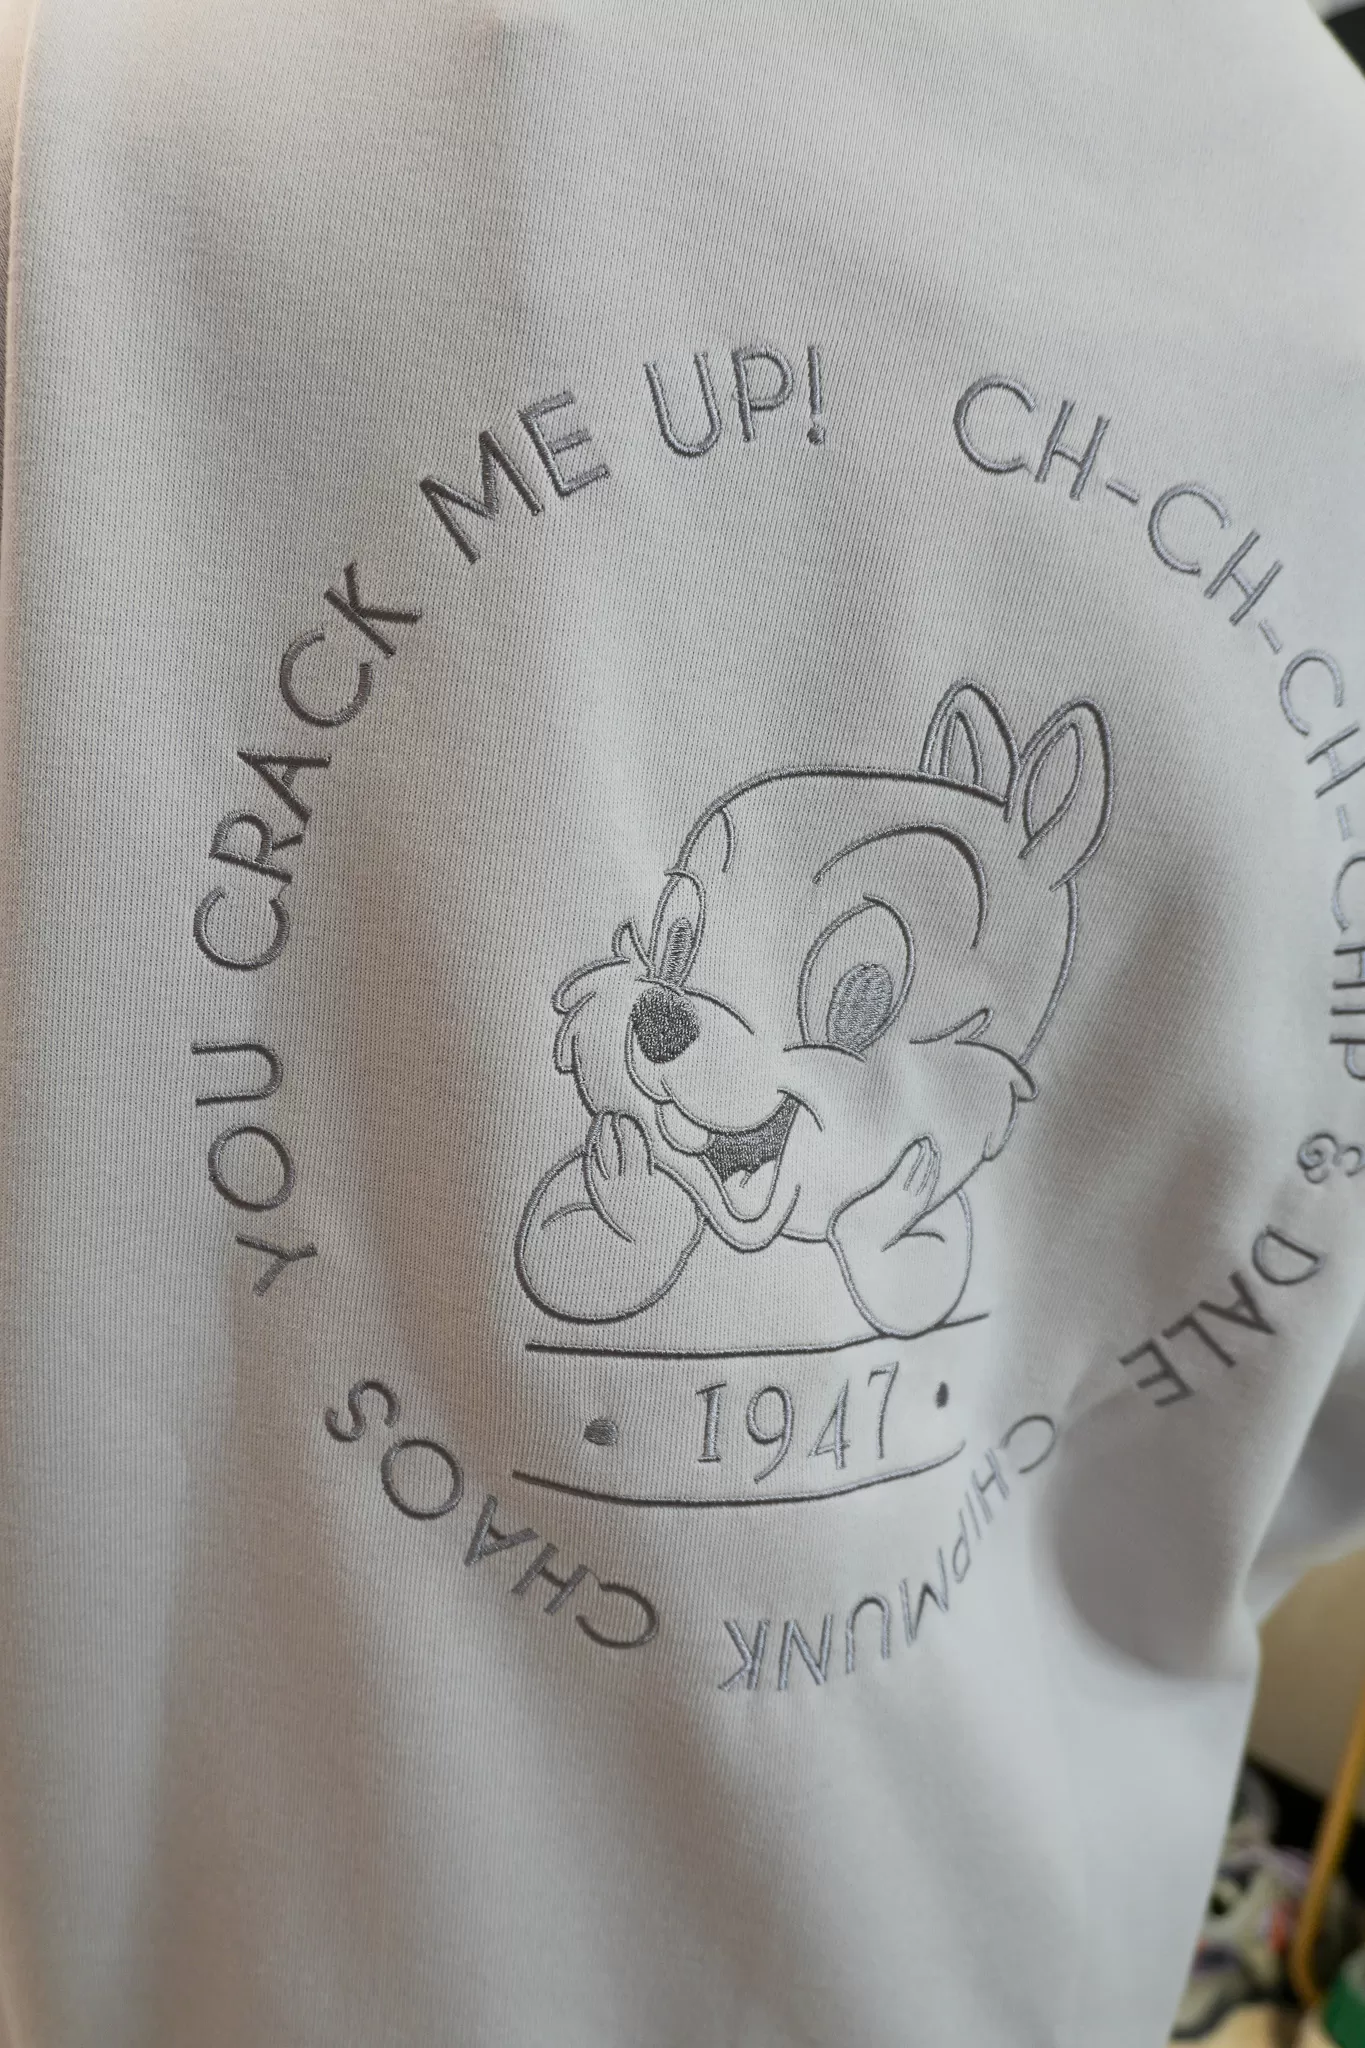 YOU CRACK ME UP!
CH-CH-CH-CHIP & DALE
CHIPMUNK CHAOS
• 1947 •